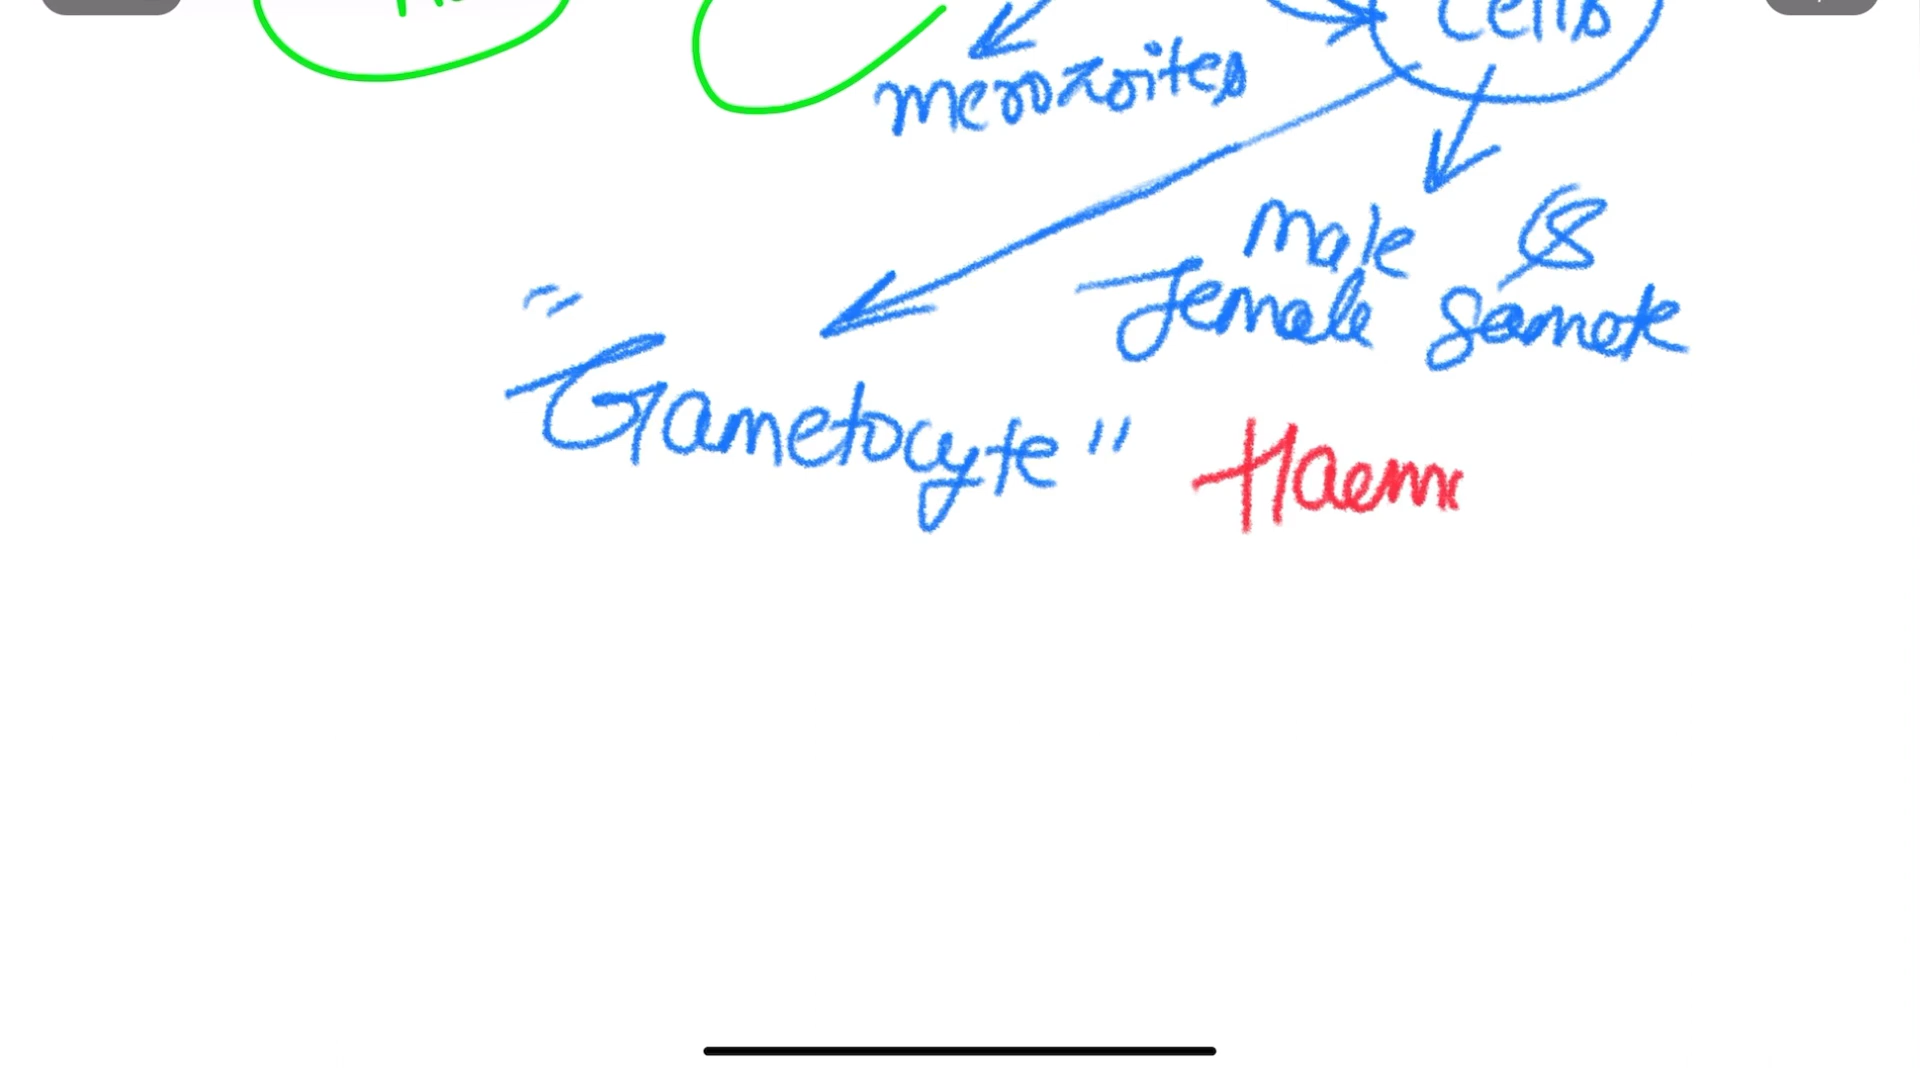 cells
merozoites
male &
female gamete
"Gametocyte" Haem